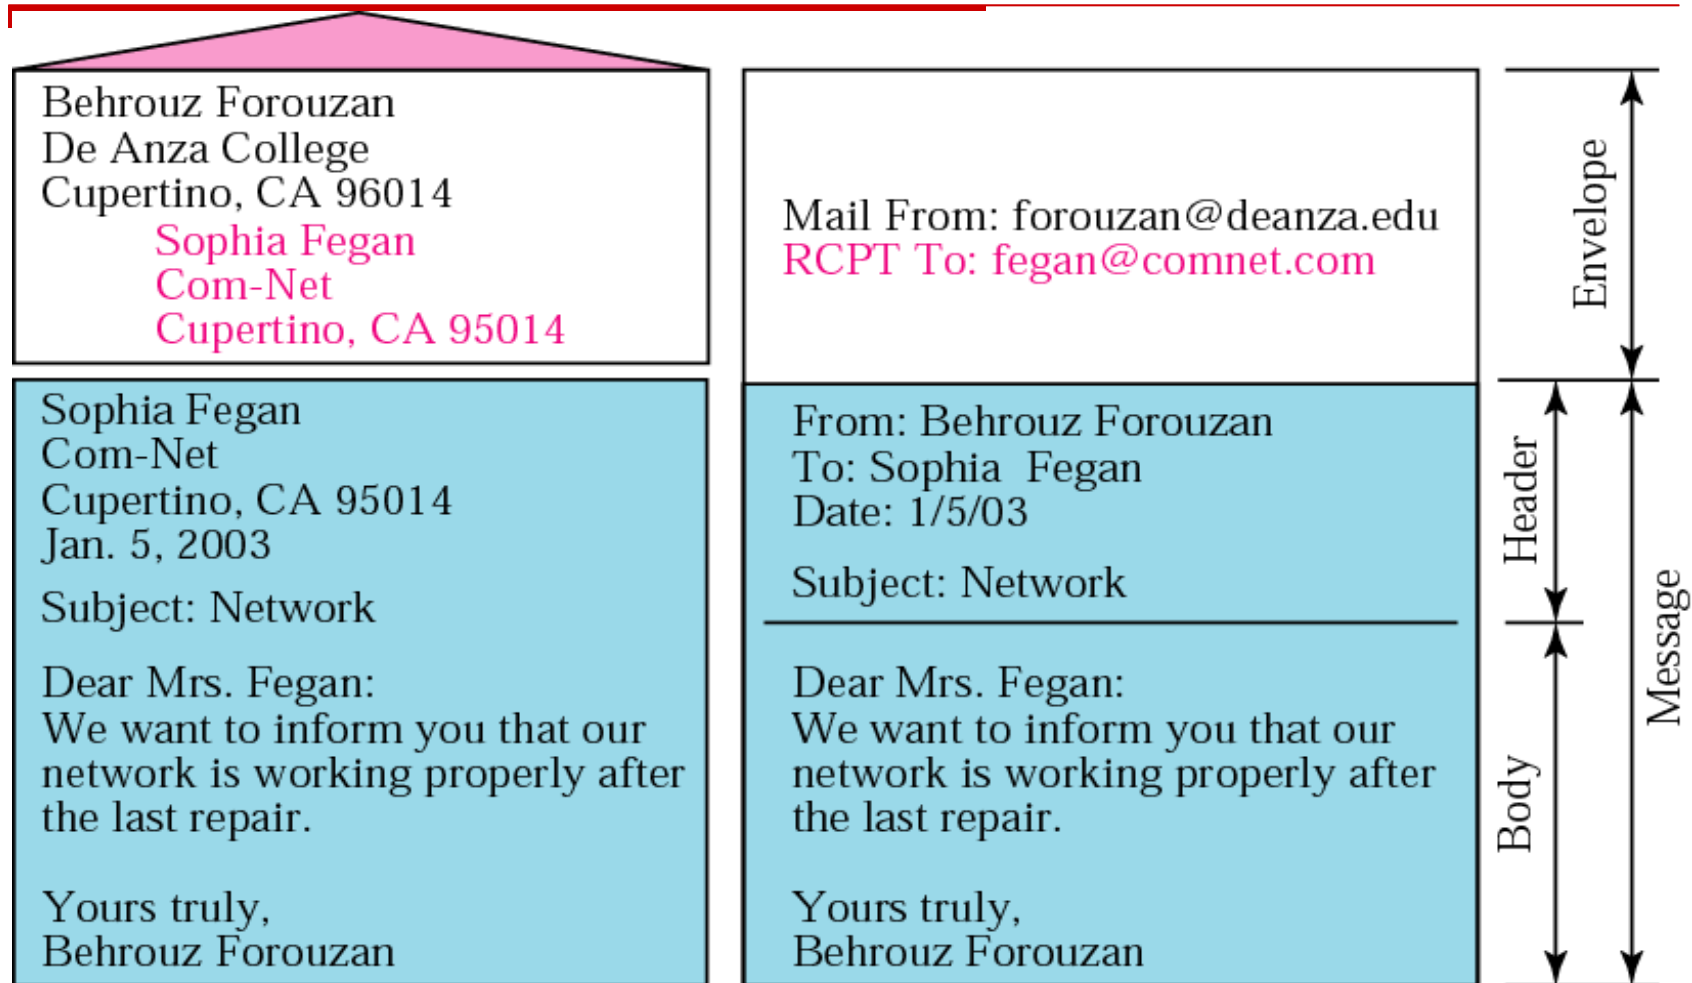 Behrouz Forouzan
De Anza College
Cupertino, CA 96014
Sophia Fegan
Com-Net
Cupertino, CA 95014
Sophia Fegan
Com-Net
Cupertino, CA 95014
Jan. 5, 2003
Subject: Network
Dear Mrs. Fegan:
We want to inform you that our
network is working properly after
the last repair.
Yours truly,
Behrouz Forouzan
Mail From: forouzan@deanza.edu
RCPT To: fegan@comnet.com
From: Behrouz Forouzan
To: Sophia Fegan
Date: 1/5/03
Subject: Network
Dear Mrs. Fegan:
We want to inform you that our
network is working properly after
the last repair.
Yours truly,
Behrouz Forouzan
Envelope
Header
Body
Message